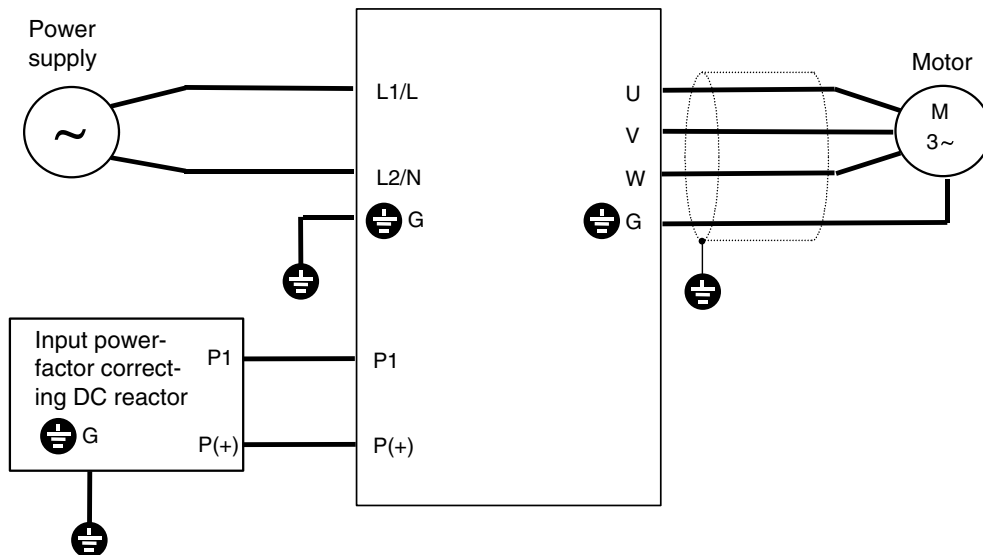 Power
supply
~
L1/L
L2/N
G
U
V
W
G
Motor
M
3~
Input power-
factor correct-
ing DC reactor
G
P1
P(+)
P1
P(+)